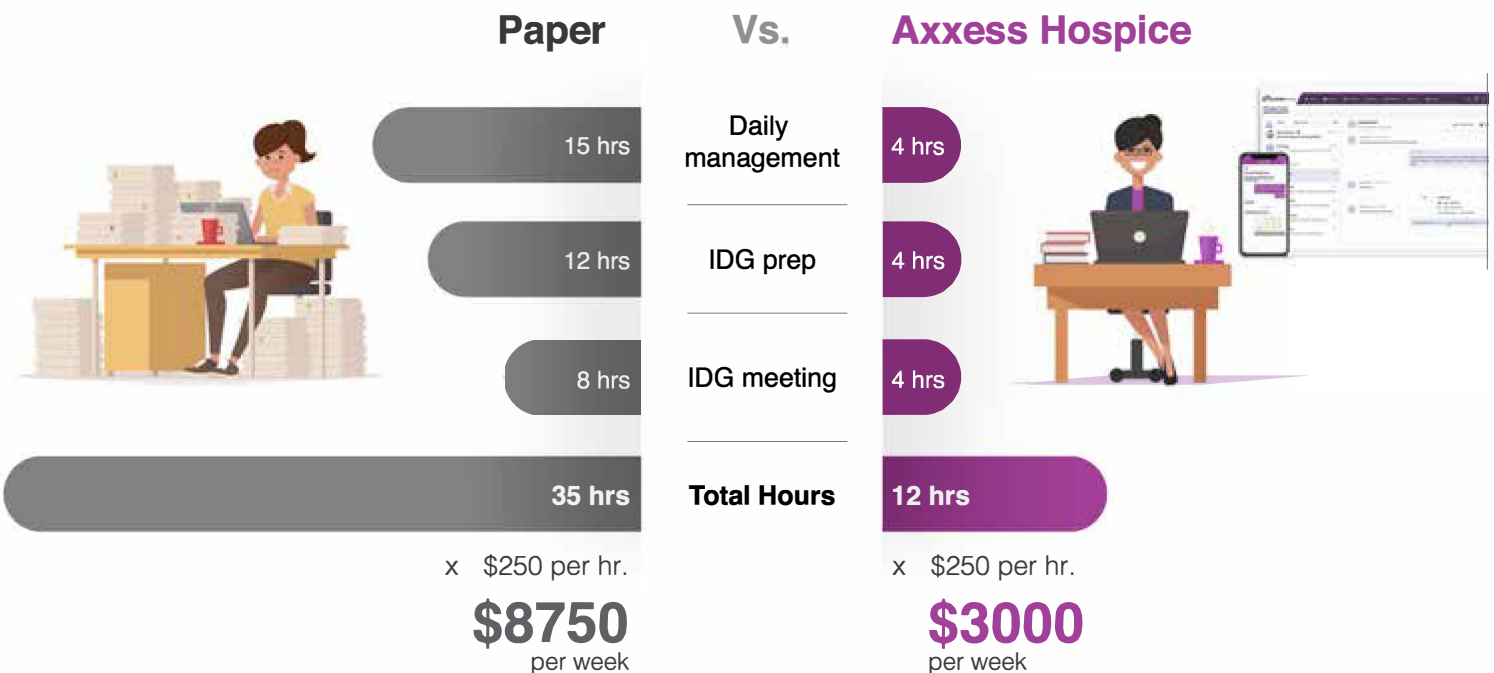 Paper Vs. Axxess Hospice
15 hrs
Daily
management
4 hrs
12 hrs
IDG prep
4 hrs
8 hrs
IDG meeting
4 hrs
35 hrs
Total Hours
12 hrs
x $250 per hr.
x $250 per hr.
$8750
per week
$3000
per week